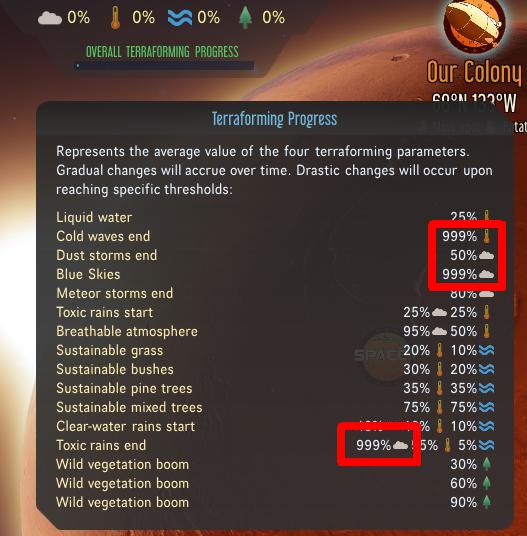 0% 0% 0% 0%
OVERALL TERRAFORMING PROGRESS
Our Colony
60°N 133°W
Terraforming Progress
Represents the average value of the four terraforming parameters.
Gradual changes will accrue over time. Drastic changes will occur upon
reaching specific thresholds:
Liquid water 25%
Cold waves end 999%
Dust storms end 50%
Blue Skies 999%
Meteor storms end 80%
Toxic rains start 25% 25%
Breathable atmosphere 95% 50%
Sustainable grass 20% 10%
Sustainable bushes 30% 20%
Sustainable pine trees 35% 35%
Sustainable mixed trees 75% 75%
Clear-water rains start 10%
Toxic rains end 999% 5%
Wild vegetation boom 30%
Wild vegetation boom 60%
Wild vegetation boom 90%